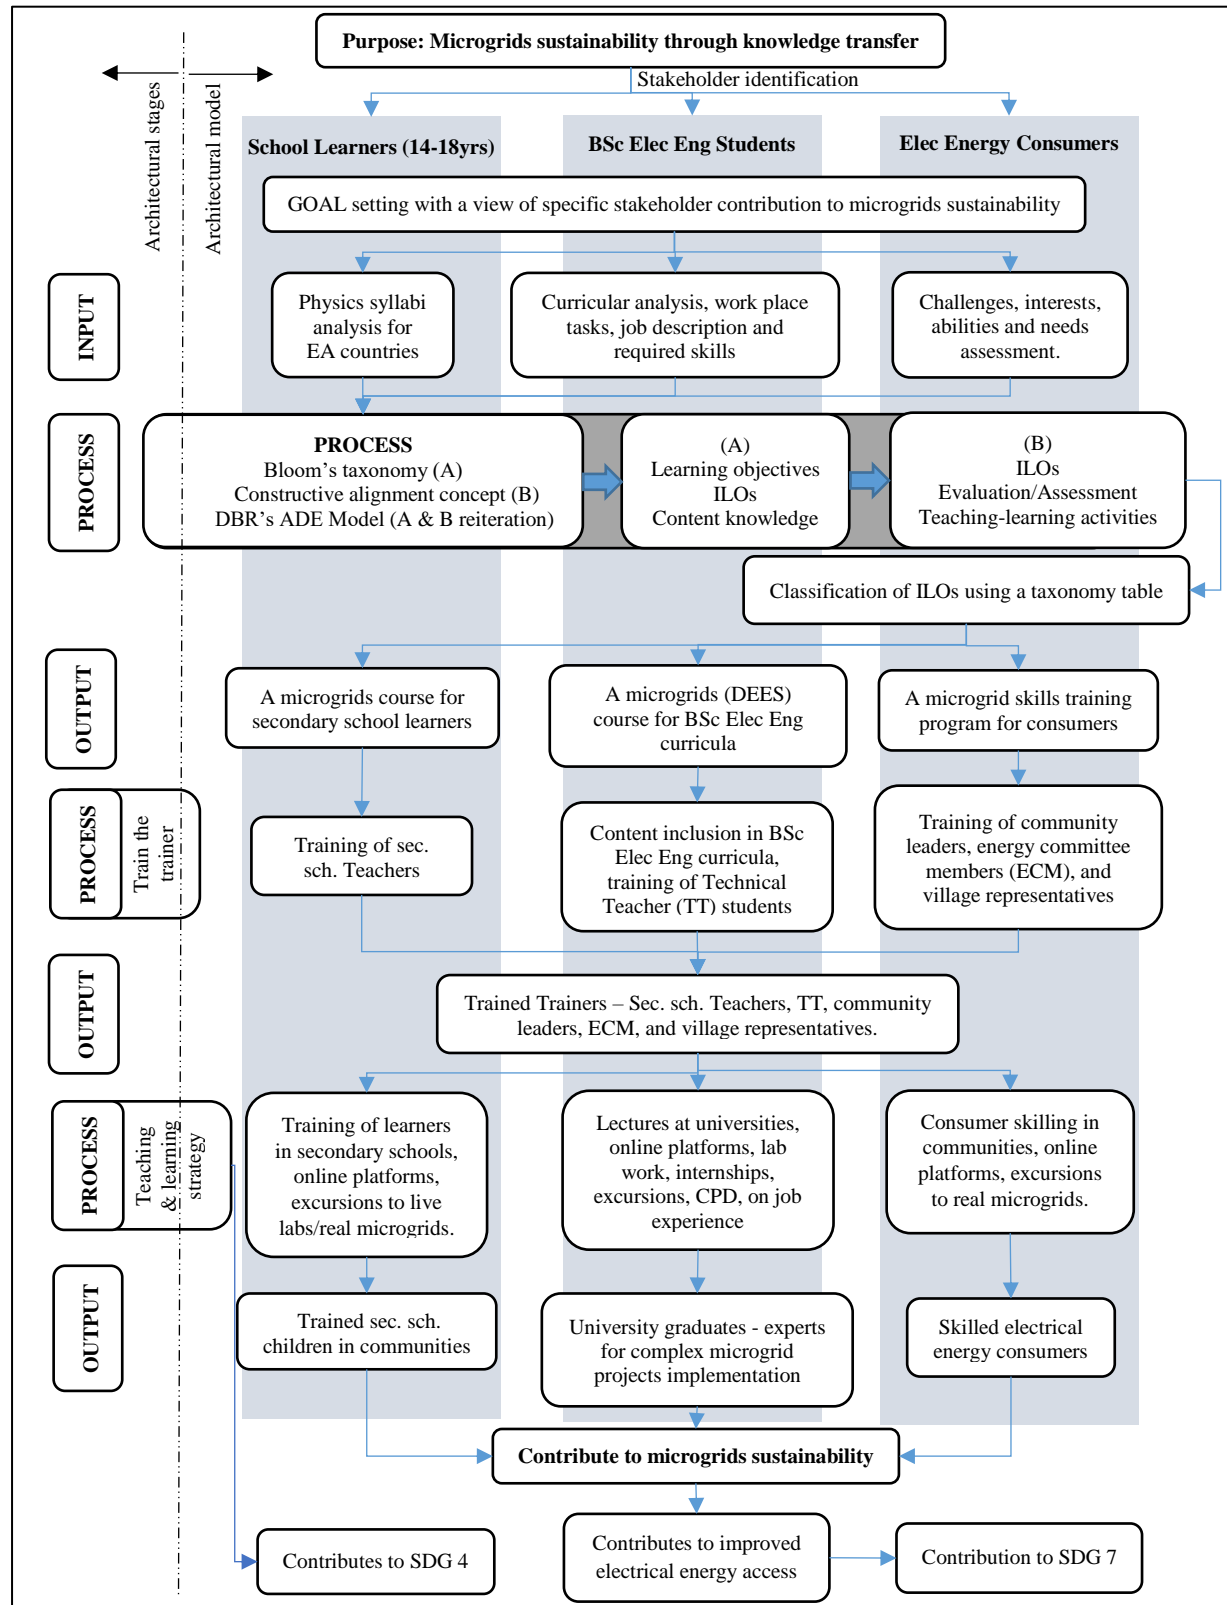 Purpose: Microgrids sustainability through knowledge transfer
Stakeholder identification
Architectural stages
Architectural model
School Learners (14-18yrs)
BSc Elec Eng Students
Elec Energy Consumers
GOAL setting with a view of specific stakeholder contribution to microgrids sustainability
INPUT
Physics syllabi
analysis for
EA countries
Curricular analysis, work place
tasks, job description and
required skills
Challenges, interests,
abilities and needs
assessment.
PROCESS
PROCESS
Bloom's taxonomy (A)
Constructive alignment concept (B)
DBR's ADE Model (A & B reiteration)
(A)
Learning objectives
ILOs
Content knowledge
(B)
ILOs
Evaluation/Assessment
Teaching-learning activities
Classification of ILOs using a taxonomy table
OUTPUT
A microgrids course for
secondary school learners
A microgrids (DEES)
course for BSc Elec Eng
curricula
A microgrid skills training
program for consumers
PROCESS
Train the
trainer
Training of sec.
sch. Teachers
Content inclusion in BSc
Elec Eng curricula,
training of Technical
Teacher (TT) students
Training of community
leaders, energy committee
members (ECM), and
village representatives
OUTPUT
Trained Trainers – Sec. sch. Teachers, TT, community
leaders, ECM, and village representatives.
PROCESS
Teaching
& learning
strategy
Training of learners
in secondary schools,
online platforms,
excursions to live
labs/real microgrids.
Lectures at universities,
online platforms, lab
work, internships,
excursions, CPD, on job
experience
Consumer skilling in
communities, online
platforms, excursions
to real microgrids.
OUTPUT
Trained sec. sch.
children in communities
University graduates - experts
for complex microgrid
projects implementation
Skilled electrical
energy consumers
Contribute to microgrids sustainability
Contributes to SDG 4
Contributes to improved
electrical energy access
Contribution to SDG 7